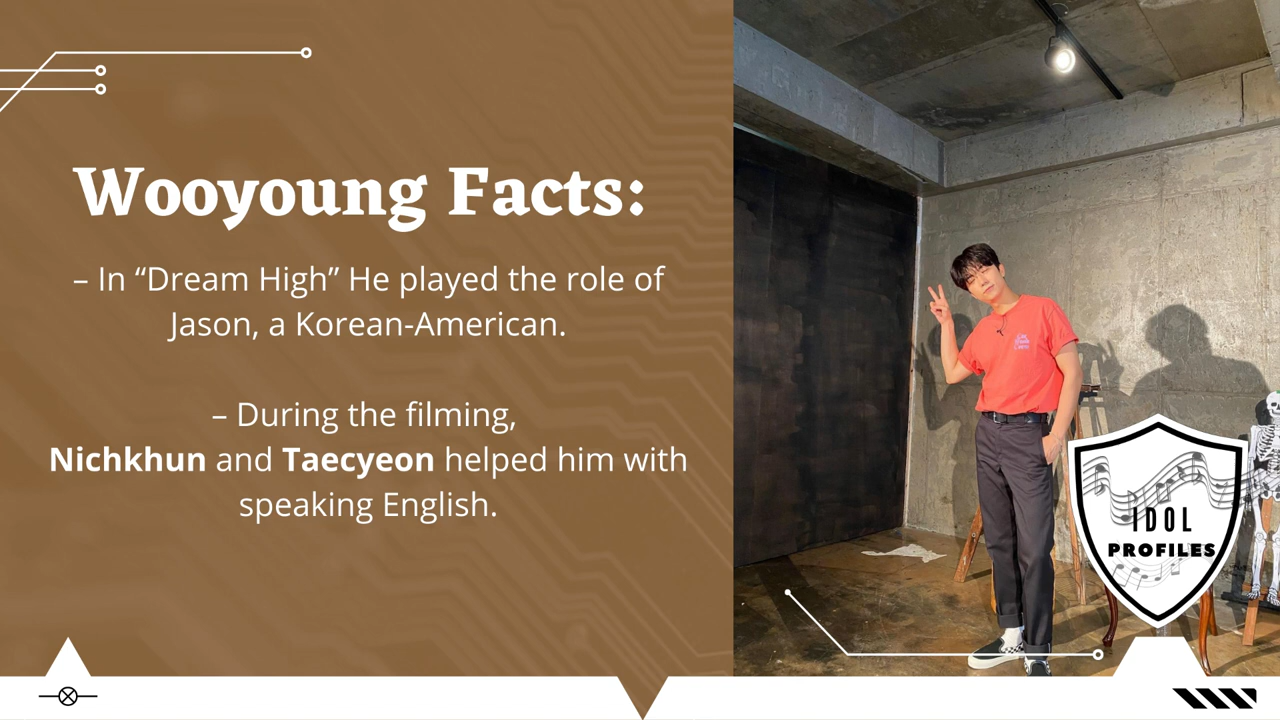 Wooyoung Facts:
– In “Dream High” He played the role of
Jason, a Korean-American.
– During the filming,
Nichkhun and Taecyeon helped him with
speaking English.
IDOL
PROFILES